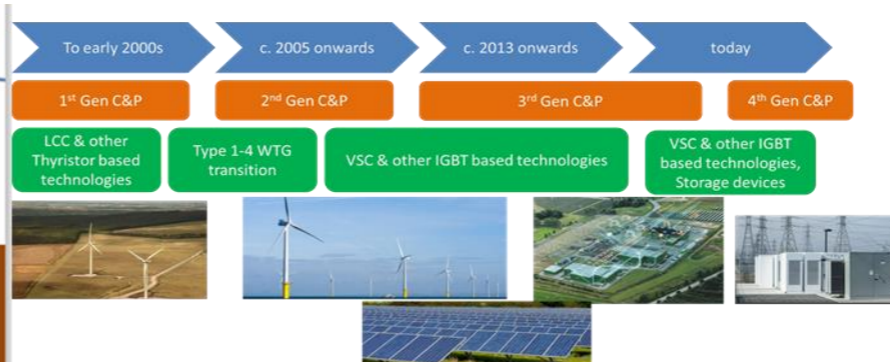 To early 2000s
c. 2005 onwards
c. 2013 onwards
today
1st Gen C&P
2nd Gen C&P
3rd Gen C&P
4th Gen C&P
LCC & other
Thyristor based
technologies
Type 1-4 WTG
transition
VSC & other IGBT based technologies
VSC & other IGBT
based technologies,
Storage devices